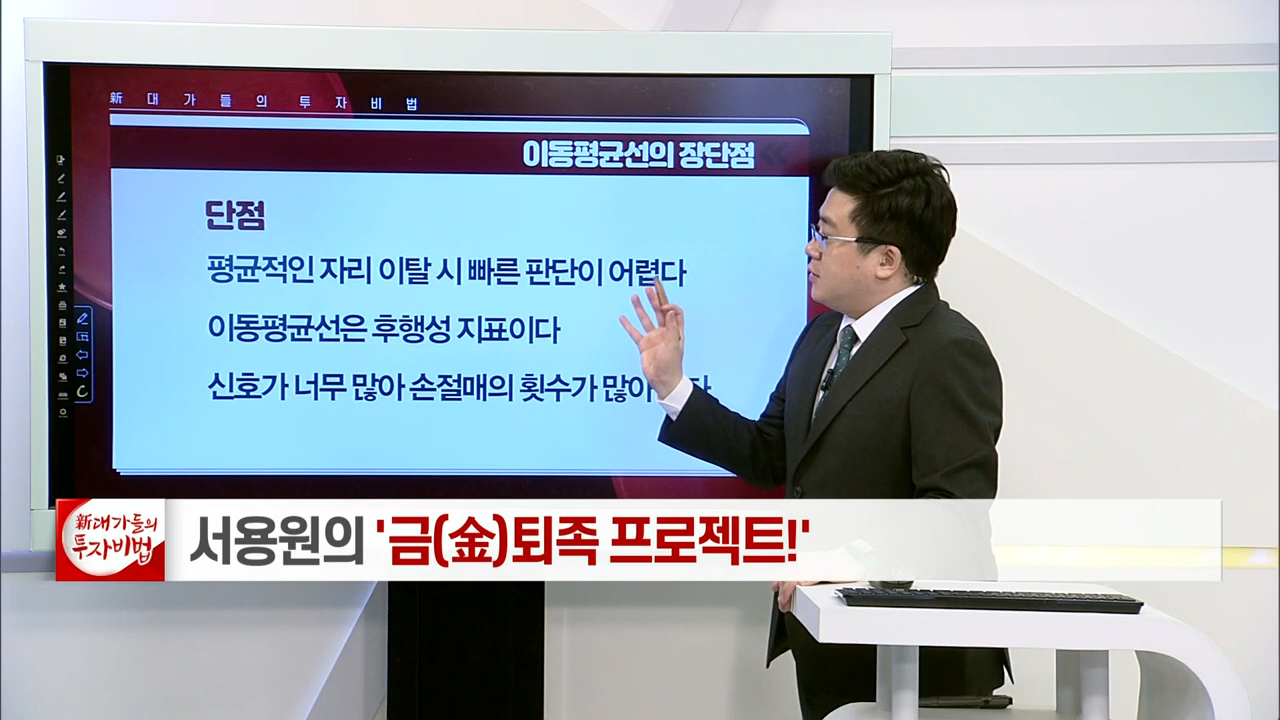 新 대 가 들 의 투 자 비 법
이동평균선의 장단점
단점
평균적인 자리 이탈 시 빠른 판단이 어렵다
이동평균선은 후행성 지표이다
신호가 너무 많아 손절매의 횟수가 많아
新대가들의
투자비법
서용원의 '금(金)퇴족 프로젝트!'